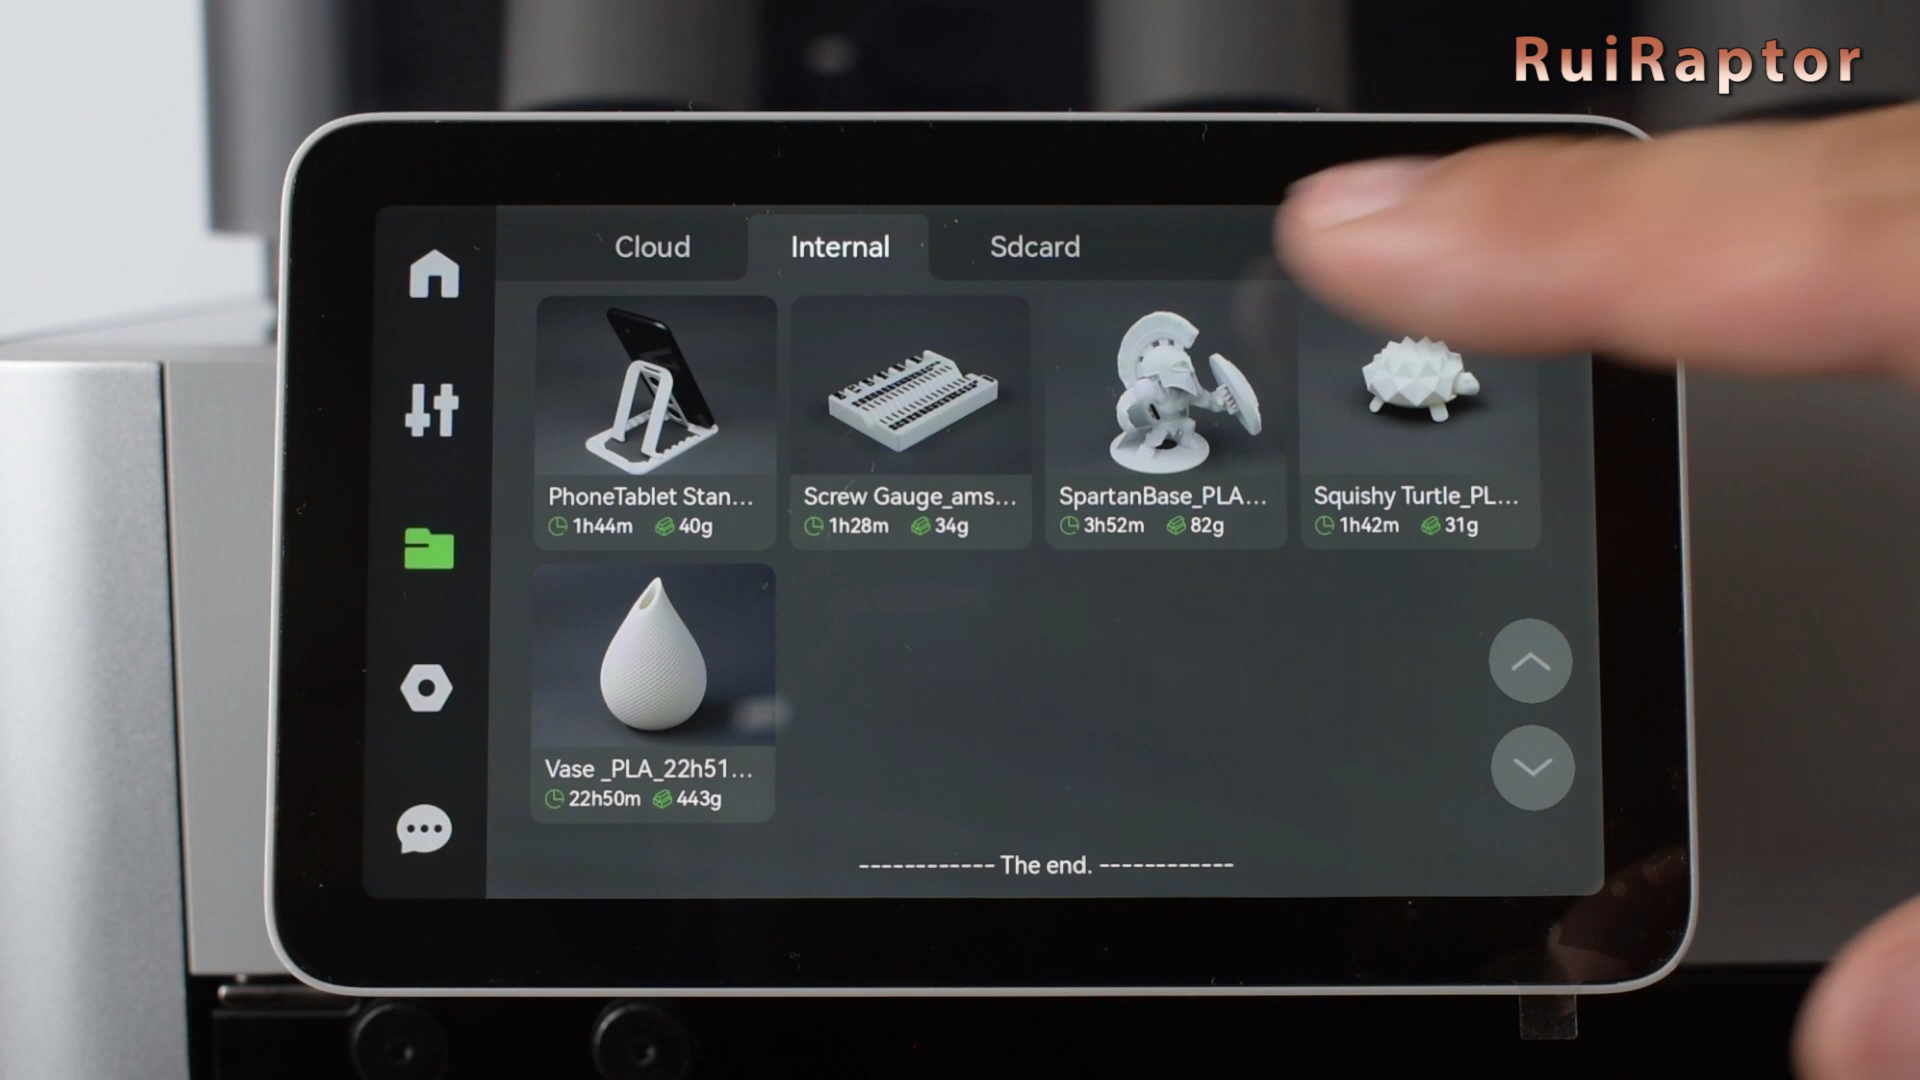 RuiRaptor
Cloud Internal Sdcard
PhoneTablet Stan...
1h44m 40g
Screw Gauge_ams...
1h28m 34g
SpartanBase_PLA...
3h52m 82g
Squishy Turtle_PL...
1h42m 31g
Vase _PLA_22h51...
22h50m 443g
------------ The end. ------------